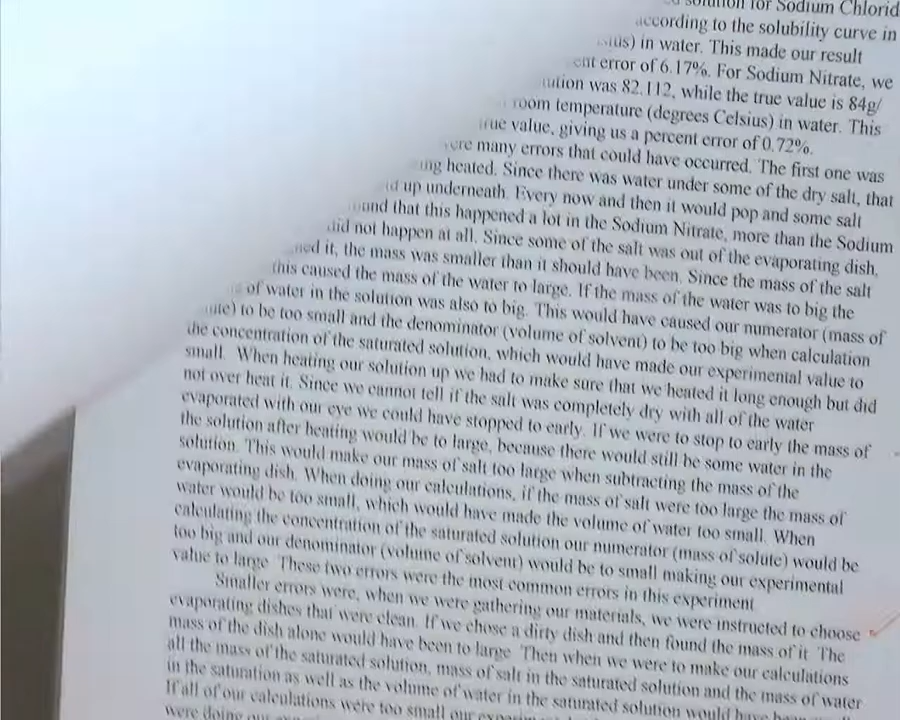 solution for Sodium Chlorid
according to the solubility curve in
in water. This made our result
error of 6.17%. For Sodium Nitrate, we
was 82.112, while the true value is 84g/
room temperature (degrees Celsius) in water. This
true value, giving us a percent error of 0.72%.
many errors that could have occurred. The first one was
heated. Since there was water under some of the dry salt, that
up underneath. Every now and then it would pop and some salt
that this happened a lot in the Sodium Nitrate, more than the Sodium
did not happen at all. Since some of the salt was out of the evaporating dish,
it, the mass was smaller than it should have been. Since the mass of the salt
this caused the mass of the water to large. If the mass of the water was to big the
of water in the solution was also to big. This would have caused our numerator (mass of
to be too small and the denominator (volume of solvent) to be too big when calculation
the concentration of the saturated solution, which would have made our experimental value to
small. When heating our solution up we had to make sure that we heated it long enough but did
not over heat it. Since we cannot tell if the salt was completely dry with all of the water
evaporated with our eye we could have stopped to early. If we were to stop to early the mass of
the solution after heating would be to large, because there would still be some water in the
solution. This would make our mass of salt too large when subtracting the mass of the
evaporating dish. When doing our calculations, if the mass of salt were too large the mass of
water would be too small, which would have made the volume of water too small. When
calculating the concentration of the saturated solution our numerator (mass of solute) would be
too big and our denominator (volume of solvent) would be to small making our experimental
value to large. These two errors were the most common errors in this experiment.
Smaller errors were, when we were gathering our materials, we were instructed to choose
evaporating dishes that were clean. If we chose a dirty dish and then found the mass of it. The
mass of the dish alone would have been to large. Then when we were to make our calculations
all the mass of the saturated solution, mass of salt in the saturated solution and the mass of water
in the saturation as well as the volume of water in the saturated solution would have
If all of our calculations were too small our
were doing our